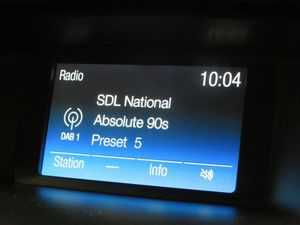 Radio 10:04
SDL National
Absolute 90s
DAB 1 Preset 5
Station Info